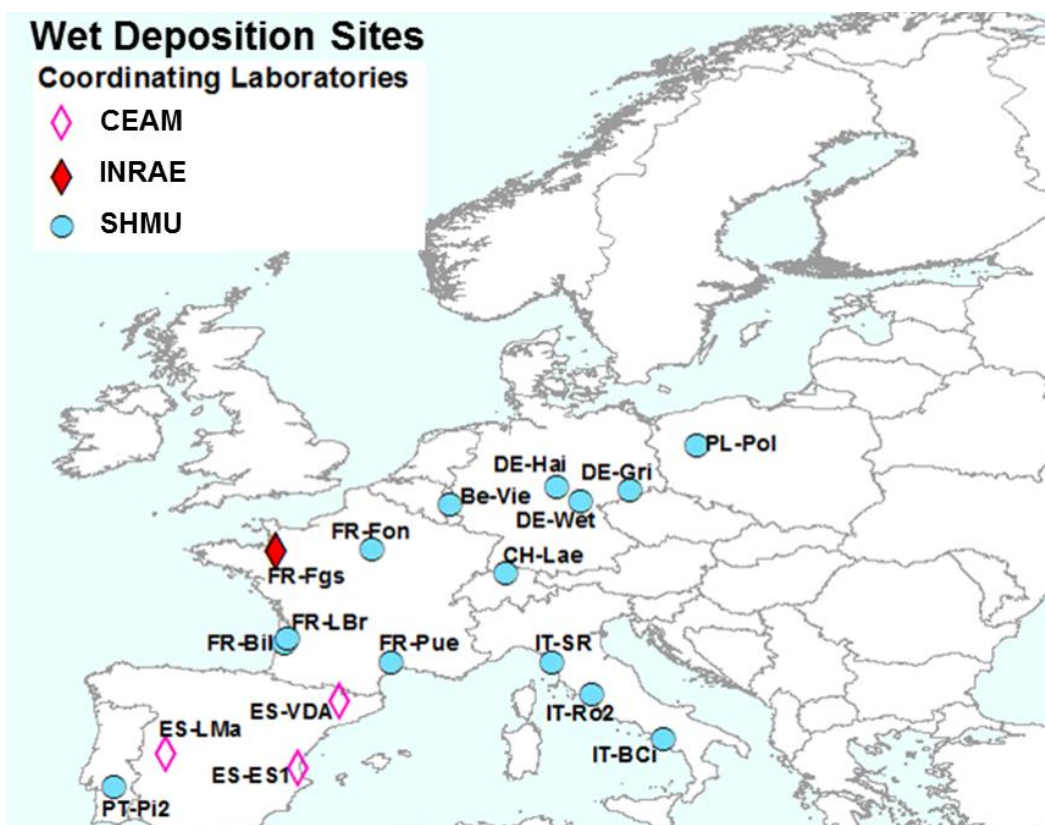 Wet Deposition Sites
Coordinating Laboratories
CEAM
INRAE
SHMU
PL-Pol
DE-Hai
DE-Gri
Be-Vie
DE-Wet
FR-Fon
CH-Lae
FR-Fgs
FR-LBr
FR-Bil
FR-Pue
IT-SR
ES-VDA
IT-Ro2
ES-LMa
IT-BCi
ES-ES1
PT-Pi2